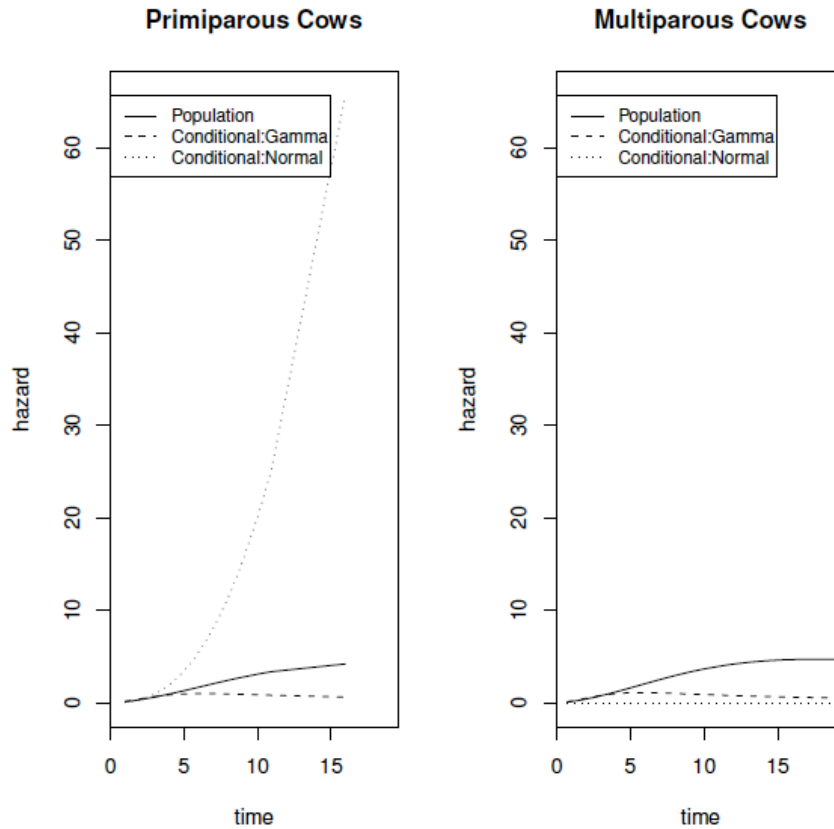 Primiparous Cows
Population
Conditional:Gamma
Conditional:Normal
hazard
0
10
20
30
40
50
60
0
5
10
15
time
Multiparous Cows
Population
Conditional:Gamma
Conditional:Normal
hazard
0
10
20
30
40
50
60
0
5
10
15
time